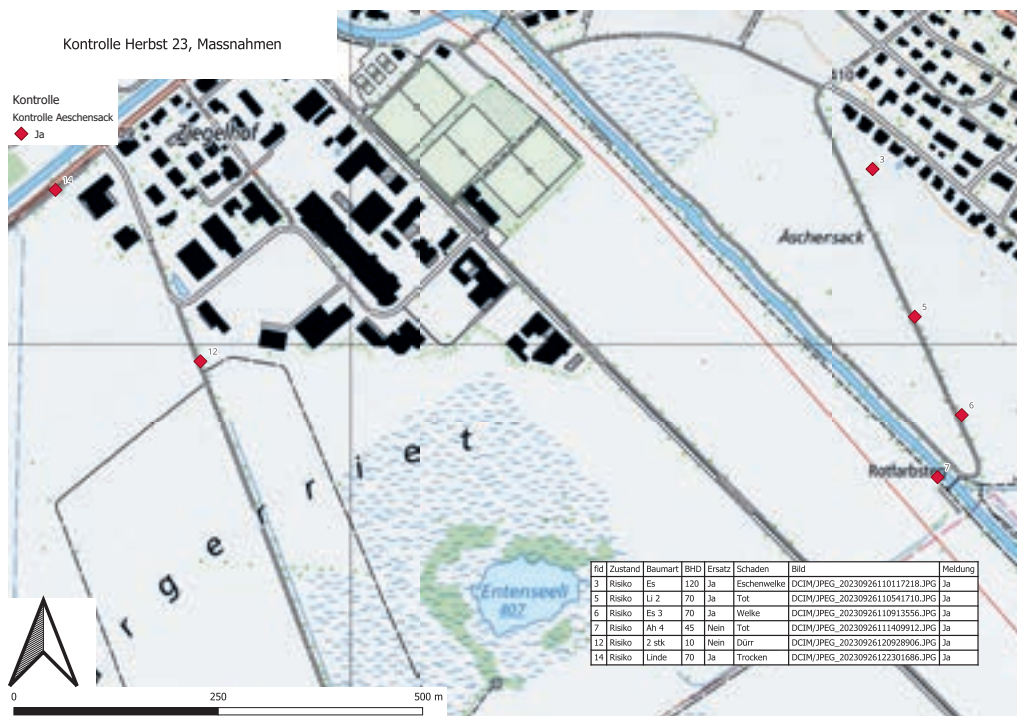 Kontrolle Herbst 23, Massnahmen
Kontrolle
Kontrolle Aeschensack
Ja
Ziegelhof
14
3
Äschersack
5
12
6
e t
i
r
r
e
g
r
7
Entenseeli
807
fid Zustand Baumart BHD Ersatz Schaden Bild Meldung
3 Risiko Es 120 Ja Eschenwelke DCIM/JPEG_20230926110117218.JPG Ja
5 Risiko Li 2 70 Ja Tot DCIM/JPEG_20230926110541710.JPG Ja
6 Risiko Es 3 70 Ja Welke DCIM/JPEG_20230926110913556.JPG Ja
7 Risiko Ah 4 45 Nein Tot DCIM/JPEG_20230926111409912.JPG Ja
12 Risiko 2 stk 10 Nein Dürr DCIM/JPEG_20230926120928906.JPG Ja
14 Risiko Linde 70 Ja Trocken DCIM/JPEG_20230926122301686.JPG Ja
0 250 500 m